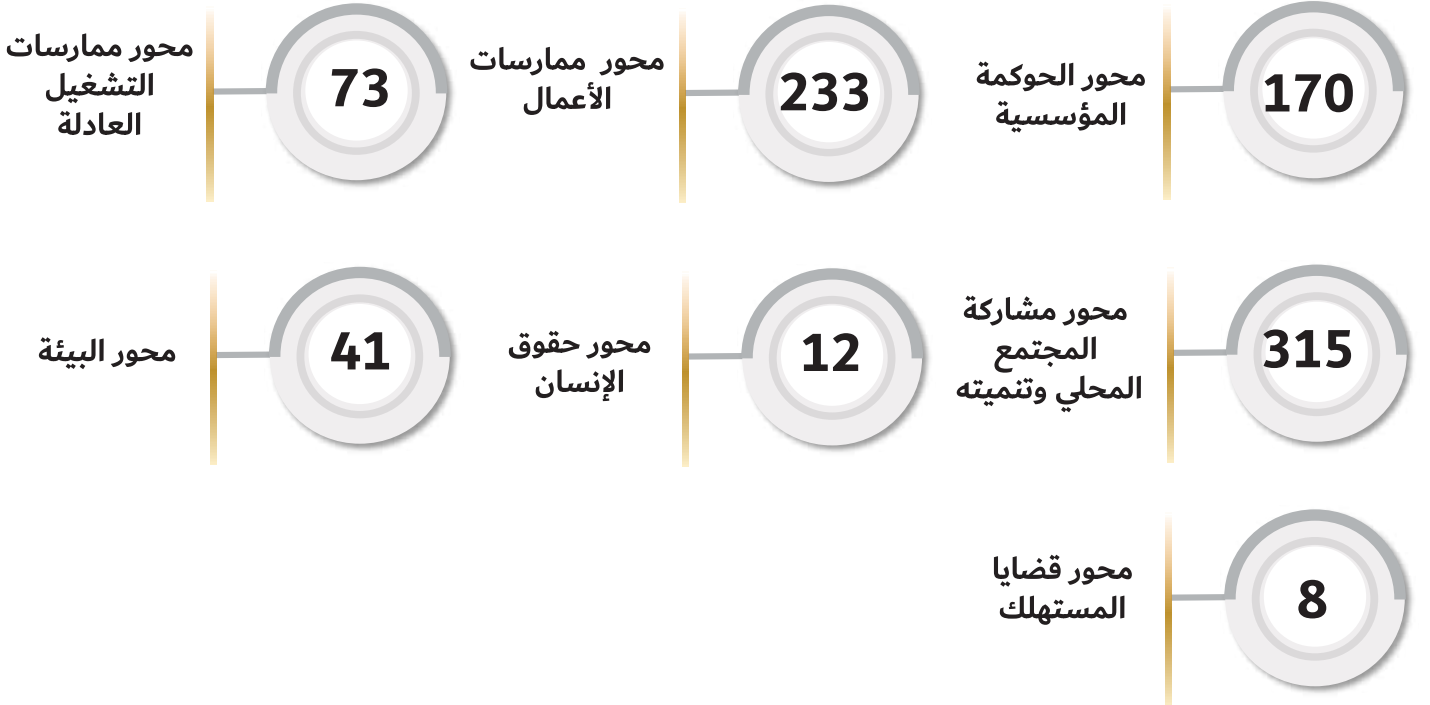 170
محور الحوكمة
المؤسسية
233
محور ممارسات
الأعمال
73
محور ممارسات
التشغيل
العادلة
315
محور مشاركة
المجتمع
المحلي وتنميته
12
محور حقوق
الإنسان
41
محور البيئة
8
محور قضايا
المستهلك